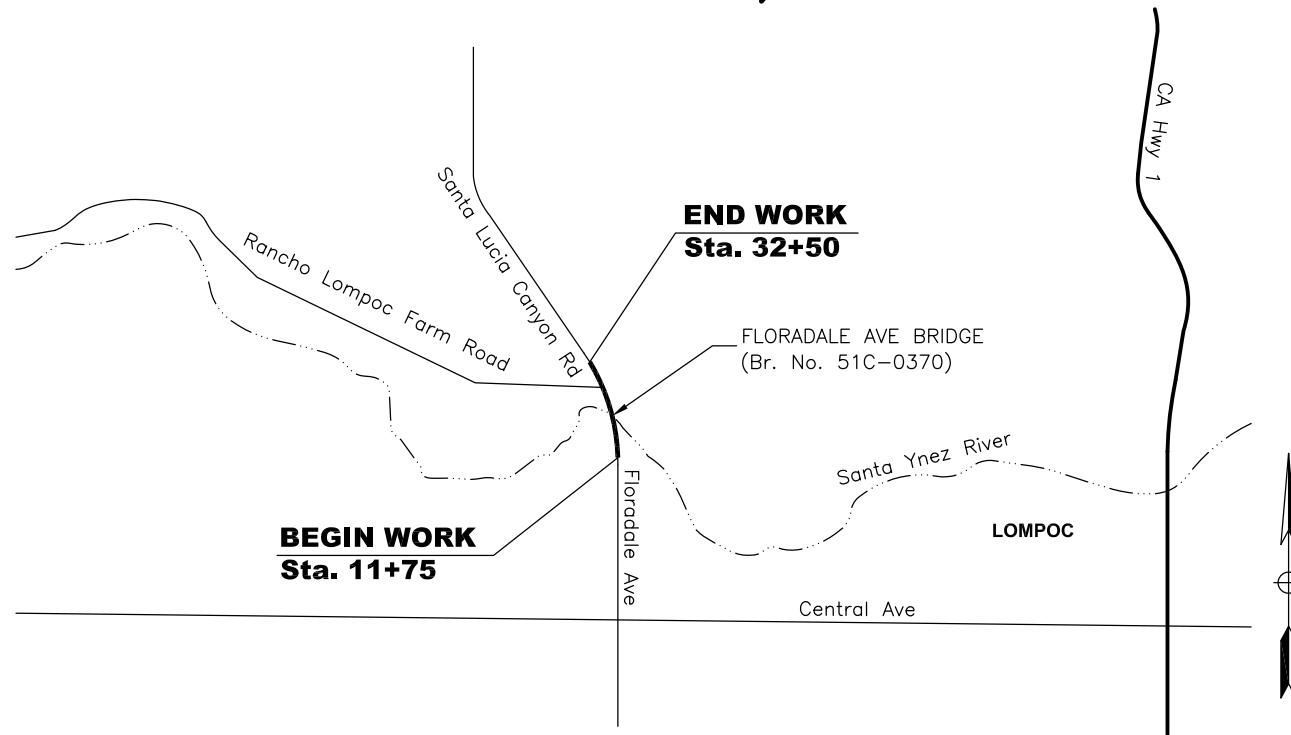 CA Hwy 1
Santa Lucia Canyon Rd
END WORK
Sta. 32+50
Rancho Lompoc Farm Road
FLORADALE AVE BRIDGE
(Br. No. 51C-0370)
Santa Ynez River
Floradale Ave
BEGIN WORK
Sta. 11+75
LOMPOC
Central Ave